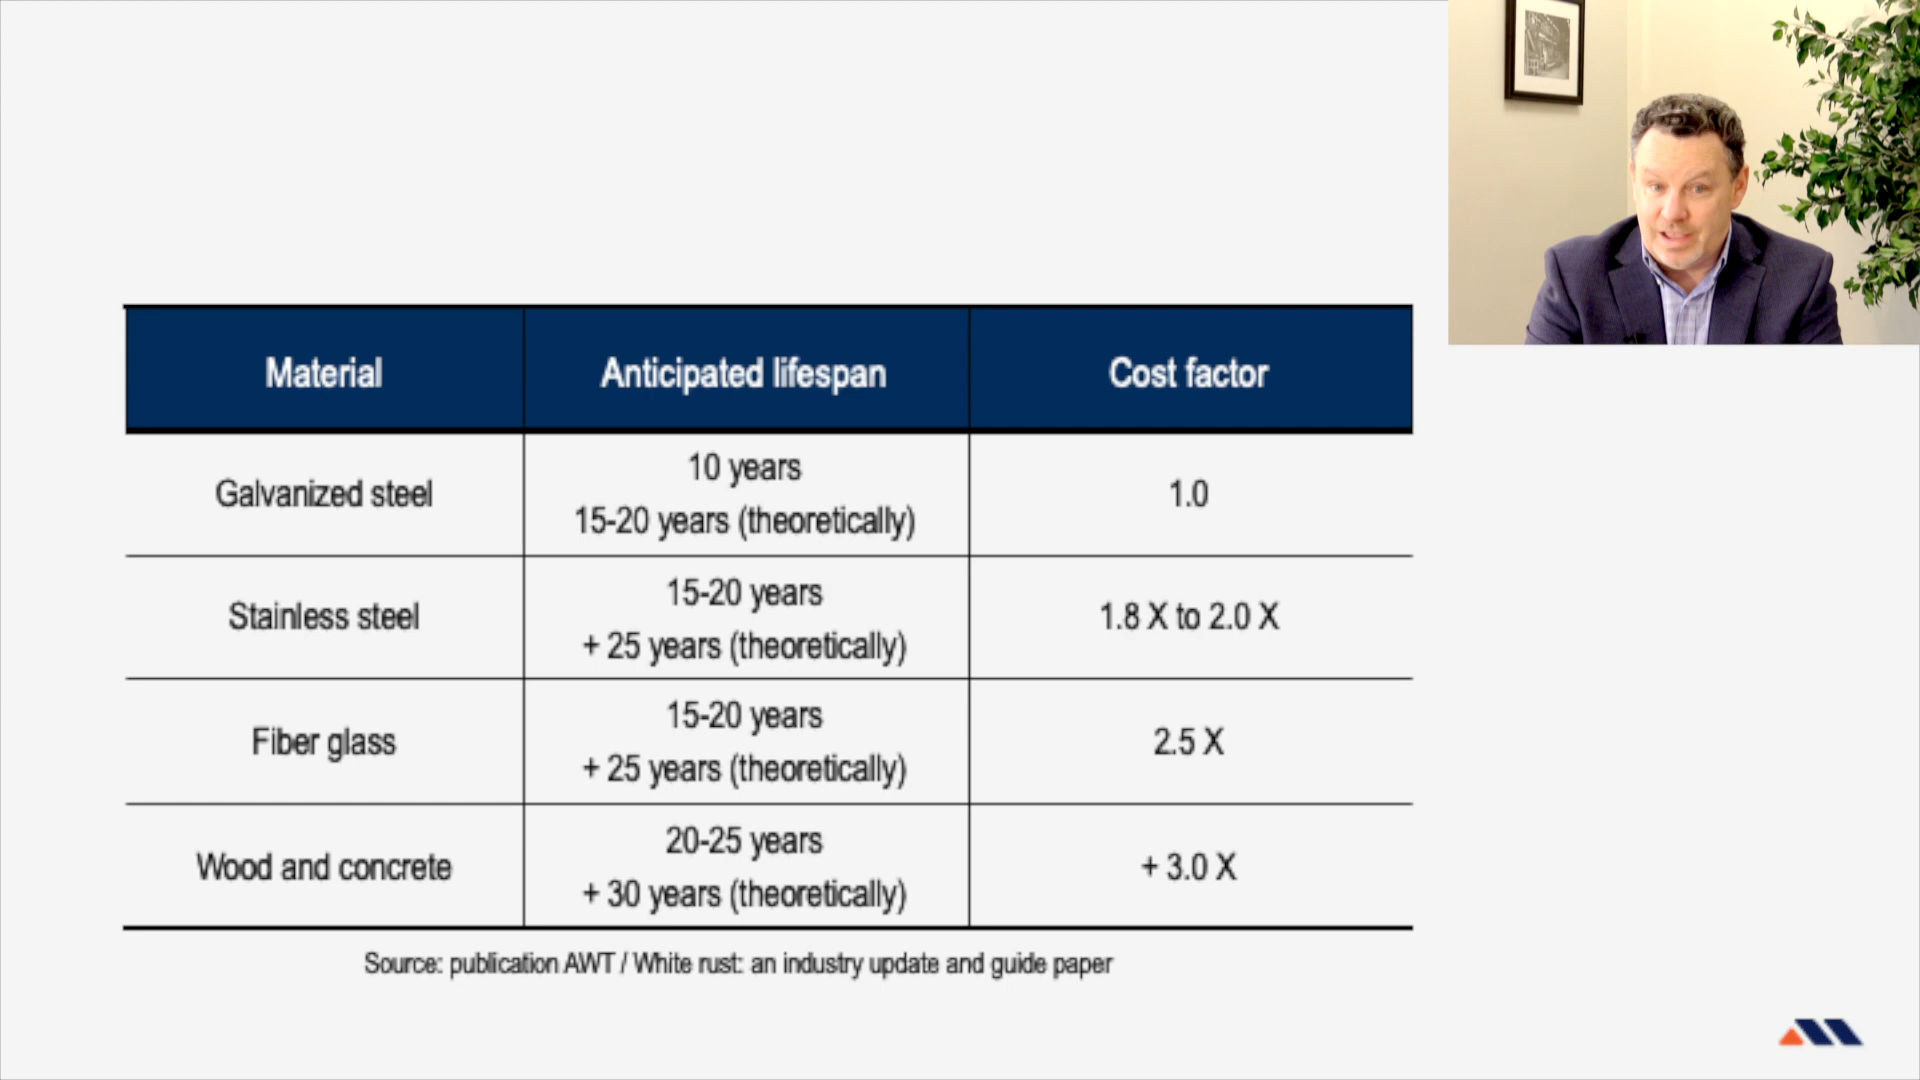 Material
Anticipated lifespan
Cost factor
Galvanized steel
10 years
15-20 years (theoretically)
1.0
Stainless steel
15-20 years
+ 25 years (theoretically)
1.8 X to 2.0 X
Fiber glass
15-20 years
+ 25 years (theoretically)
2.5 X
Wood and concrete
20-25 years
+ 30 years (theoretically)
+ 3.0 X
Source: publication AWT / White rust: an industry update and guide paper